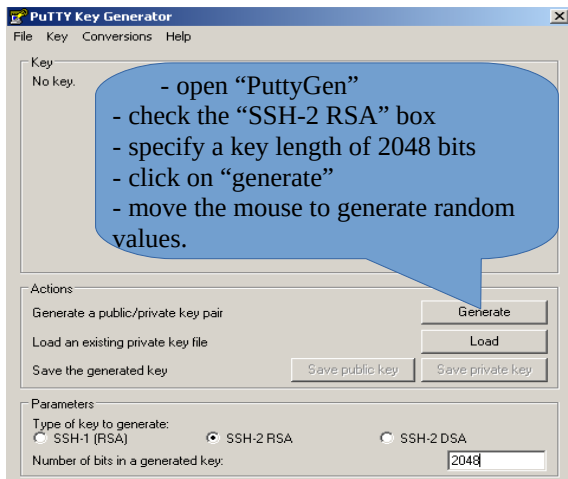 PuTTY Key Generator
File Key Conversions Help
Key
No key.
- open “PuttyGen”
- check the “SSH-2 RSA” box
- specify a key length of 2048 bits
- click on “generate”
- move the mouse to generate random
values.
Actions
Generate a public/private key pair
Generate
Load an existing private key file
Load
Save the generated key
Save public key
Save private key
Parameters
Type of key to generate:
SSH-1 (RSA)
SSH-2 RSA
SSH-2 DSA
Number of bits in a generated key:
2048